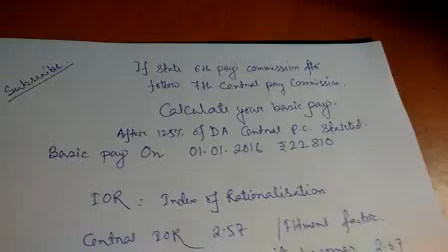 Subscribe.
If state 6th pay commission
follow 7th Central pay Commission.
Calculate your basic pay.
After 125% of DA Central P.C. Started.
Basic pay On 01.01.2016 ₹22810
IOR = Index of Rationalisation
Central IOR 2.57 / Fitment factor.